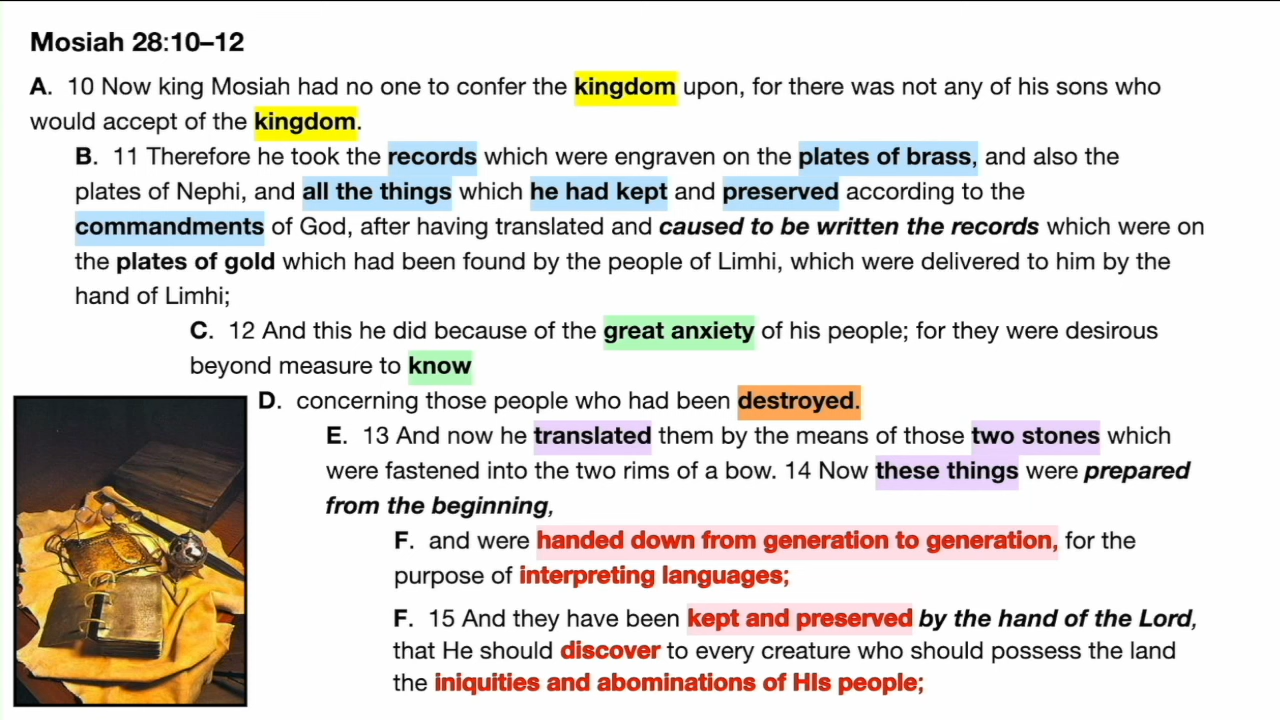 Mosiah 28:10–12
A. 10 Now king Mosiah had no one to confer the kingdom upon, for there was not any of his sons who
would accept of the kingdom.
B. 11 Therefore he took the records which were engraven on the plates of brass, and also the
plates of Nephi, and all the things which he had kept and preserved according to the
commandments of God, after having translated and caused to be written the records which were on
the plates of gold which had been found by the people of Limhi, which were delivered to him by the
hand of Limhi;
C. 12 And this he did because of the great anxiety of his people; for they were desirous
beyond measure to know
D. concerning those people who had been destroyed.
E. 13 And now he translated them by the means of those two stones which
were fastened into the two rims of a bow. 14 Now these things were prepared
from the beginning,
F. and were handed down from generation to generation, for the
purpose of interpreting languages;
F. 15 And they have been kept and preserved by the hand of the Lord,
that He should discover to every creature who should possess the land
the iniquities and abominations of HIs people;